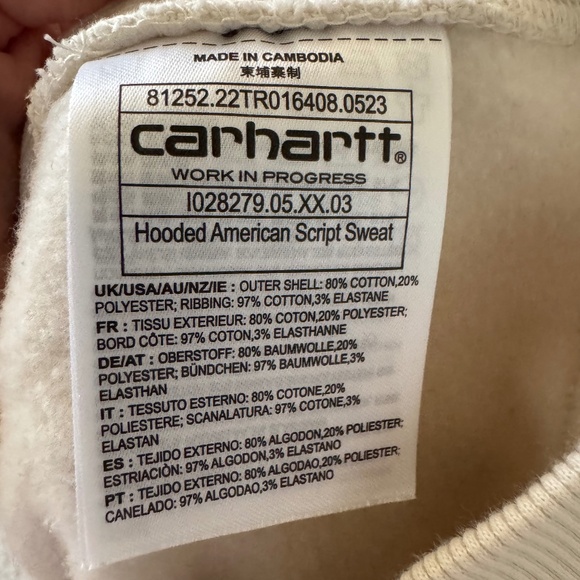 MADE IN CAMBODIA
柬埔寨制
81252.22TR016408.0523
carhartt®
WORK IN PROGRESS
I028279.05.XX.03
Hooded American Script Sweat
UK/USA/AU/NZ/IE : OUTER SHELL: 80% COTTON,20%
POLYESTER; RIBBING: 97% COTTON,3% ELASTANE
FR : TISSU EXTERIEUR: 80% COTON,20% POLYESTER;
BORD CÔTE: 97% COTON,3% ELASTHANNE
DE/AT : OBERSTOFF: 80% BAUMWOLLE,20%
POLYESTER; BÜNDCHEN: 97% BAUMWOLLE,3%
ELASTHAN
IT : TESSUTO ESTERNO: 80% COTONE,20%
POLIESTERE; SCANALATURA: 97% COTONE,3%
ELASTAN
ES : TEJIDO EXTERNO: 80% ALGODON,20% POLIESTER;
ESTRIACIÒN: 97% ALGODON,3% ELASTANO
PT : TEJIDO EXTERNO: 80% ALGODAO,20% POLIESTER;
CANELADO: 97% ALGODAO,3% ELASTANO